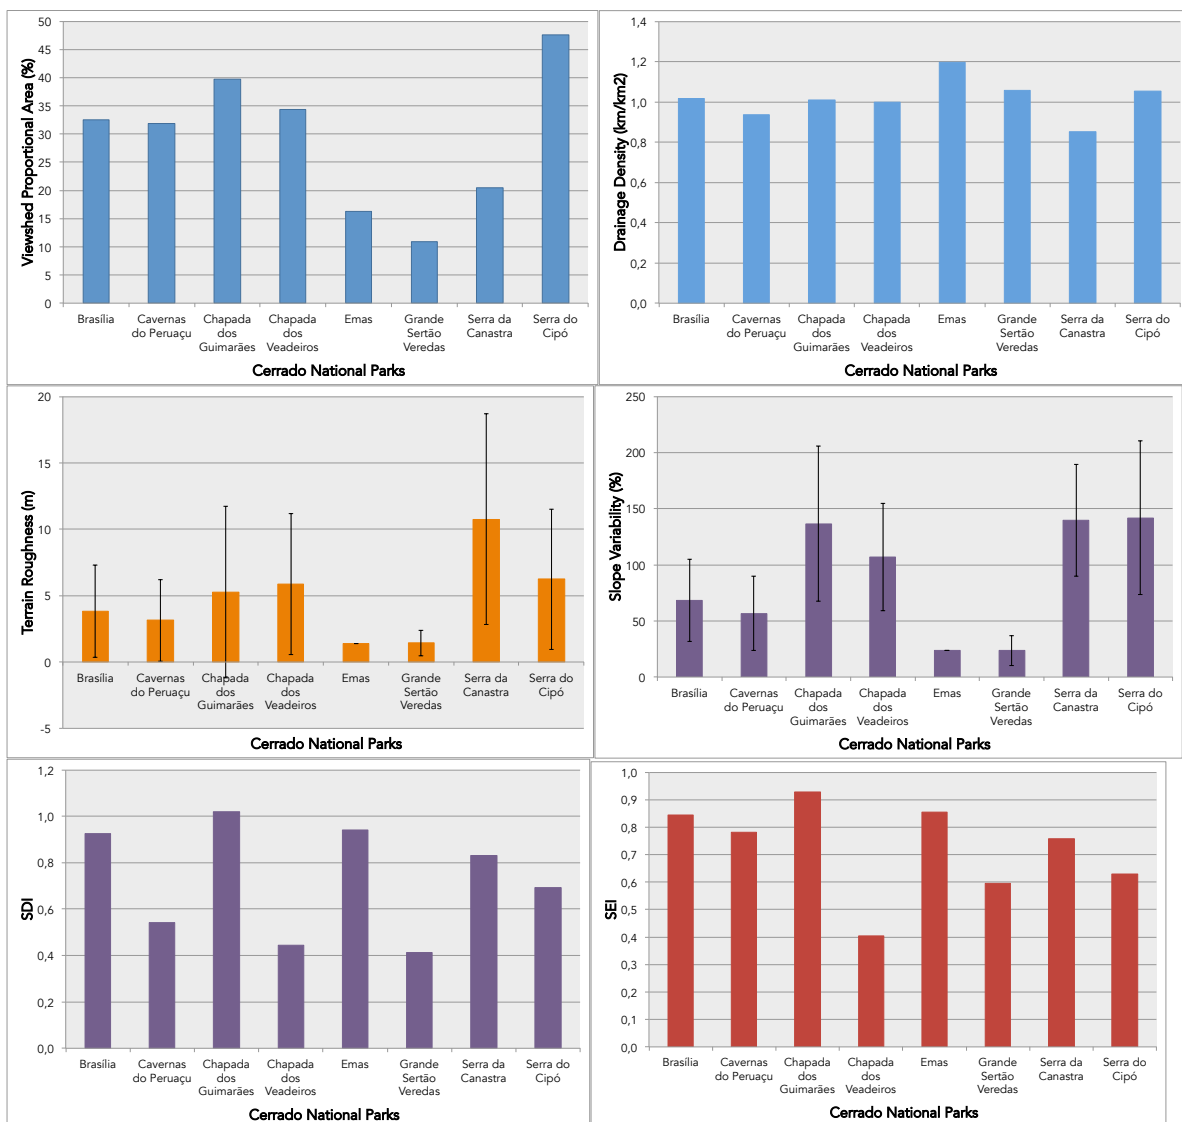 Viewshed Proportional Area (%)
50
45
40
35
30
25
20
15
10
5
0
Brasília
Cavernas
do Peruaçu
Chapada
dos
Guimarães
Chapada
dos
Veadeiros
Emas
Grande
Sertão
Veredas
Serra da
Canastra
Serra do
Cipó
Cerrado National Parks
Drainage Density (km/km2)
1,4
1,2
1,0
0,8
0,6
0,4
0,2
0,0
Brasília
Cavernas
do Peruaçu
Chapada
dos
Guimarães
Chapada
dos
Veadeiros
Emas
Grande
Sertão
Veredas
Serra da
Canastra
Serra do
Cipó
Cerrado National Parks
Terrain Roughness (m)
20
15
10
5
0
-5
Brasília
Cavernas
do Peruaçu
Chapada
dos
Guimarães
Chapada
dos
Veadeiros
Emas
Grande
Sertão
Veredas
Serra da
Canastra
Serra do
Cipó
Cerrado National Parks
Slope Variability (%)
250
200
150
100
50
0
Brasília
Cavernas
do Peruaçu
Chapada
dos
Guimarães
Chapada
dos
Veadeiros
Emas
Grande
Sertão
Veredas
Serra da
Canastra
Serra do
Cipó
Cerrado National Parks
SDI
1,2
1,0
0,8
0,6
0,4
0,2
0,0
Brasília
Cavernas
do Peruaçu
Chapada
dos
Guimarães
Chapada
dos
Veadeiros
Emas
Grande
Sertão
Veredas
Serra da
Canastra
Serra do
Cipó
Cerrado National Parks
SEI
1,0
0,9
0,8
0,7
0,6
0,5
0,4
0,3
0,2
0,1
0,0
Brasília
Cavernas
do Peruaçu
Chapada
dos
Guimarães
Chapada
dos
Veadeiros
Emas
Grande
Sertão
Veredas
Serra da
Canastra
Serra do
Cipó
Cerrado National Parks